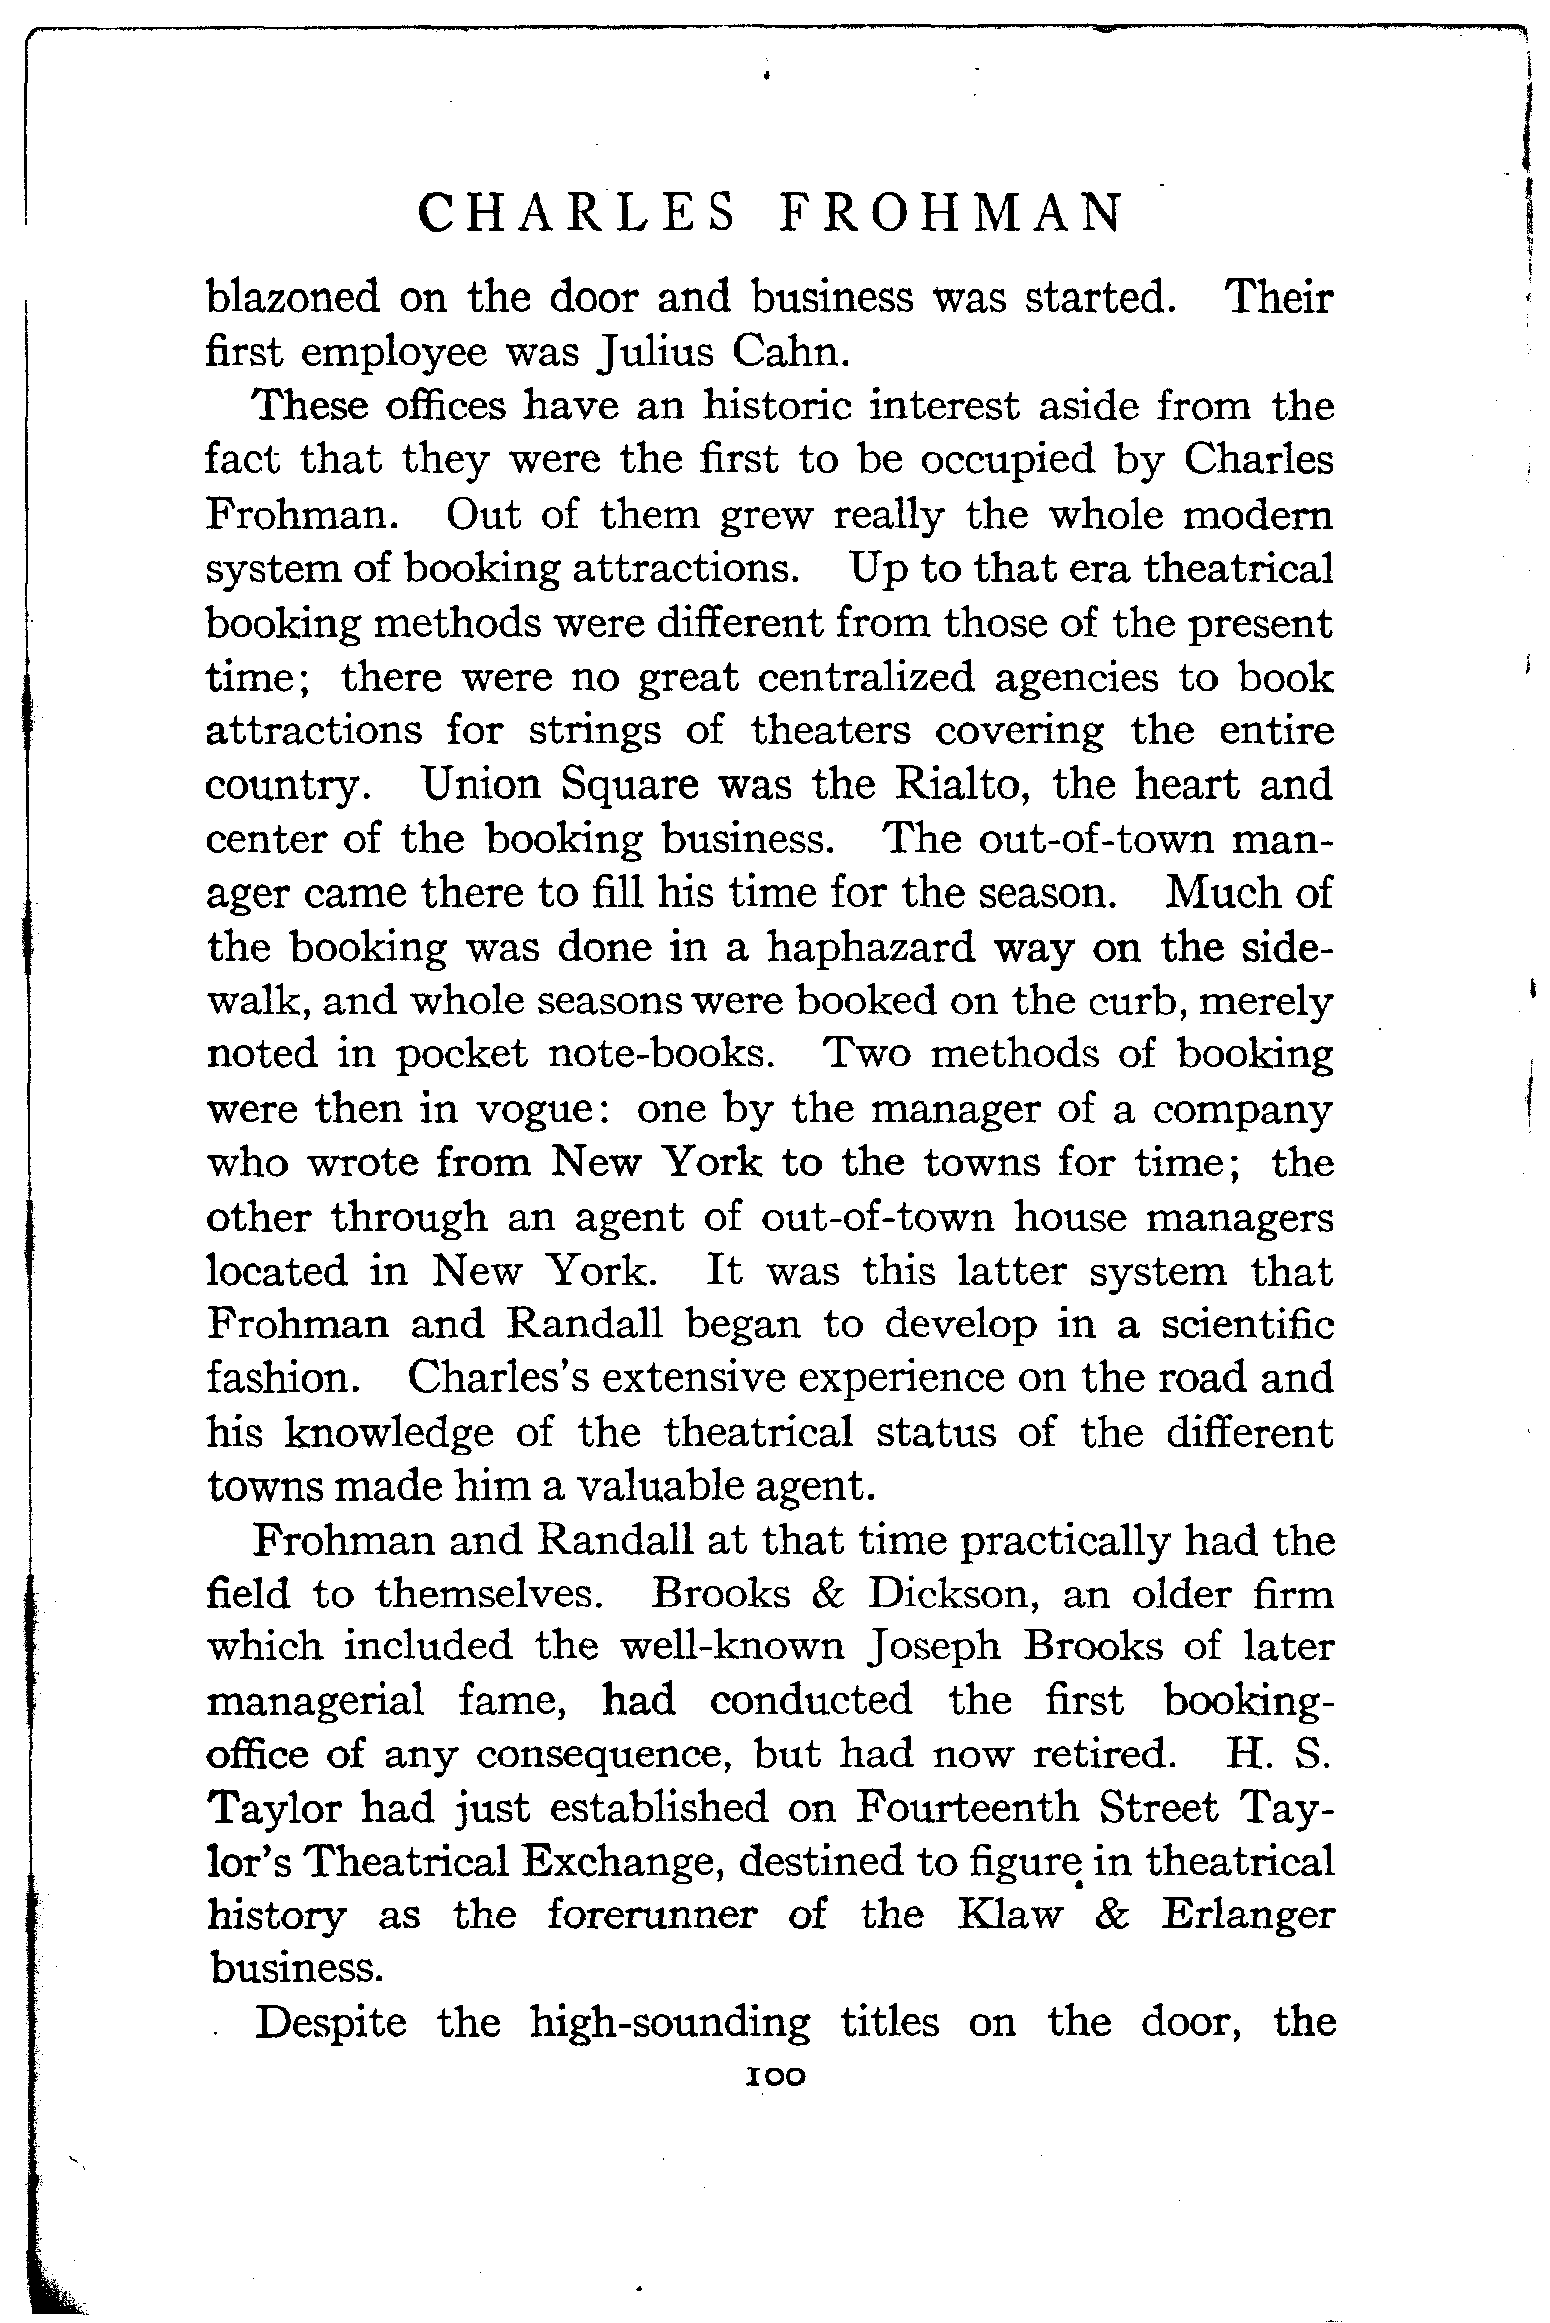 CHARLES FROHMAN
blazoned on the door and business was started. Their
first employee was Julius Cahn.
These offices have an historic interest aside from the
fact that they were the first to be occupied by Charles
Frohman. Out of them grew really the whole modern
system of booking attractions. Up to that era theatrical
booking methods were different from those of the present
time; there were no great centralized agencies to book
attractions for strings of theaters covering the entire
country. Union Square was the Rialto, the heart and
center of the booking business. The out-of-town man-
ager came there to fill his time for the season. Much of
the booking was done in a haphazard way on the side-
walk, and whole seasons were booked on the curb, merely
noted in pocket note-books. Two methods of booking
were then in vogue: one by the manager of a company
who wrote from New York to the towns for time; the
other through an agent of out-of-town house managers
located in New York. It was this latter system that
Frohman and Randall began to develop in a scientific
fashion. Charles's extensive experience on the road and
his knowledge of the theatrical status of the different
towns made him a valuable agent.
Frohman and Randall at that time practically had the
field to themselves. Brooks & Dickson, an older firm
which included the well-known Joseph Brooks of later
managerial fame, had conducted the first booking-
office of any consequence, but had now retired. H. S.
Taylor had just established on Fourteenth Street Tay-
lor's Theatrical Exchange, destined to figure in theatrical
history as the forerunner of the Klaw & Erlanger
business.
Despite the high-sounding titles on the door, the
100